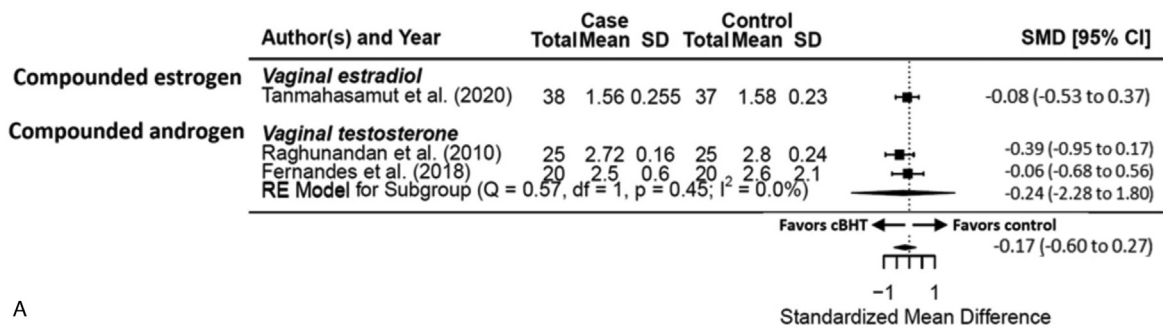 Case Control
Author(s) and Year Total Mean SD Total Mean SD SMD [95% CI]
Compounded estrogen Vaginal estradiol
Tanmahasamut et al. (2020) 38 1.56 0.255 37 1.58 0.23 -0.08 (-0.53 to 0.37)
Compounded androgen Vaginal testosterone
Raghunandan et al. (2010) 25 2.72 0.16 25 2.8 0.24 -0.39 (-0.95 to 0.17)
Fernandes et al. (2018) 20 2.5 0.6 20 2.6 2.1 -0.06 (-0.68 to 0.56)
RE Model for Subgroup (Q = 0.57, df = 1, p = 0.45; I² = 0.0%) -0.24 (-2.28 to 1.80)
Favors cBHT Favors control
-0.17 (-0.60 to 0.27)
−1 1
A
Standardized Mean Difference